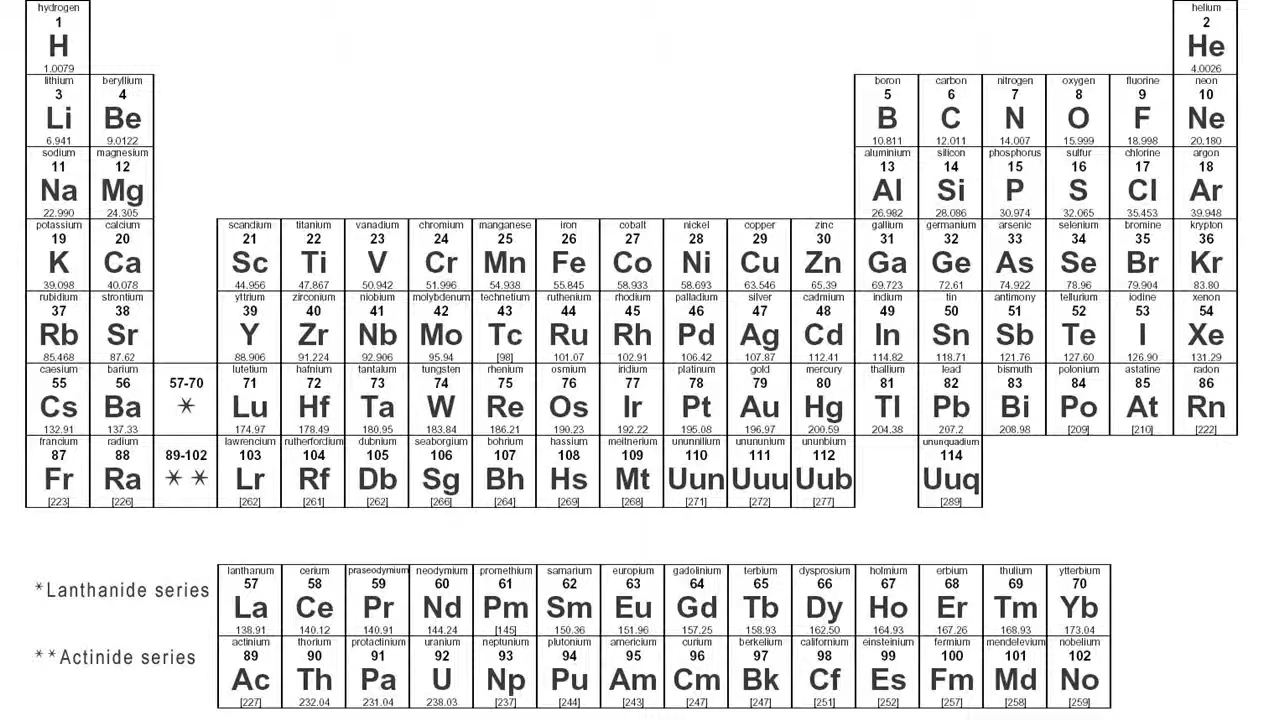 hydrogen helium
1 2
H He
1.0079 4.0026
lithium beryllium boron carbon nitrogen oxygen fluorine neon
3 4 5 6 7 8 9 10
Li Be B C N O F Ne
6.941 9.0122 10.811 12.011 14.007 15.999 18.998 20.180
sodium magnesium aluminium silicon phosphorus sulfur chlorine argon
11 12 13 14 15 16 17 18
Na Mg Al Si P S Cl Ar
22.990 24.305 26.982 28.086 30.974 32.065 35.453 39.948
potassium calcium scandium titanium vanadium chromium manganese iron cobalt nickel copper zinc gallium germanium arsenic selenium bromine krypton
19 20 21 22 23 24 25 26 27 28 29 30 31 32 33 34 35 36
K Ca Sc Ti V Cr Mn Fe Co Ni Cu Zn Ga Ge As Se Br Kr
39.098 40.078 44.956 47.867 50.942 51.996 54.938 55.845 58.933 58.693 63.546 65.39 69.723 72.61 74.922 78.96 79.904 83.80
rubidium strontium yttrium zirconium niobium molybdenum technetium ruthenium rhodium palladium silver cadmium indium tin antimony tellurium iodine xenon
37 38 39 40 41 42 43 44 45 46 47 48 49 50 51 52 53 54
Rb Sr Y Zr Nb Mo Tc Ru Rh Pd Ag Cd In Sn Sb Te I Xe
85.468 87.62 88.906 91.224 92.906 95.94 [98] 101.07 102.91 106.42 107.87 112.41 114.82 118.71 121.76 127.60 126.90 131.29
caesium barium lutetium hafnium tantalum tungsten rhenium osmium iridium platinum gold mercury thallium lead bismuth polonium astatine radon
55 56 57-70 71 72 73 74 75 76 77 78 79 80 81 82 83 84 85 86
Cs Ba * Lu Hf Ta W Re Os Ir Pt Au Hg Tl Pb Bi Po At Rn
132.91 137.33 174.97 178.49 180.95 183.84 186.21 190.23 192.22 195.08 196.97 200.59 204.38 207.2 208.98 [209] [210] [222]
francium radium lawrencium rutherfordium dubnium seaborgium bohrium hassium meitnerium ununnilium unununium ununbium ununquadium
87 88 89-102 103 104 105 106 107 108 109 110 111 112 114
Fr Ra * * Lr Rf Db Sg Bh Hs Mt Uun Uuu Uub Uuq
[223] [226] [262] [261] [262] [266] [264] [269] [268] [271] [272] [277] [289]
*Lanthanide series
lanthanum cerium praseodymium neodymium promethium samarium europium gadolinium terbium dysprosium holmium erbium thulium ytterbium
57 58 59 60 61 62 63 64 65 66 67 68 69 70
La Ce Pr Nd Pm Sm Eu Gd Tb Dy Ho Er Tm Yb
138.91 140.12 140.91 144.24 [145] 150.36 151.96 157.25 158.93 162.50 164.93 167.26 168.93 173.04
**Actinide series
actinium thorium protactinium uranium neptunium plutonium americium curium berkelium californium einsteinium fermium mendelevium nobelium
89 90 91 92 93 94 95 96 97 98 99 100 101 102
Ac Th Pa U Np Pu Am Cm Bk Cf Es Fm Md No
[227] 232.04 231.04 238.03 [237] [244] [243] [247] [247] [251] [252] [257] [258] [259]